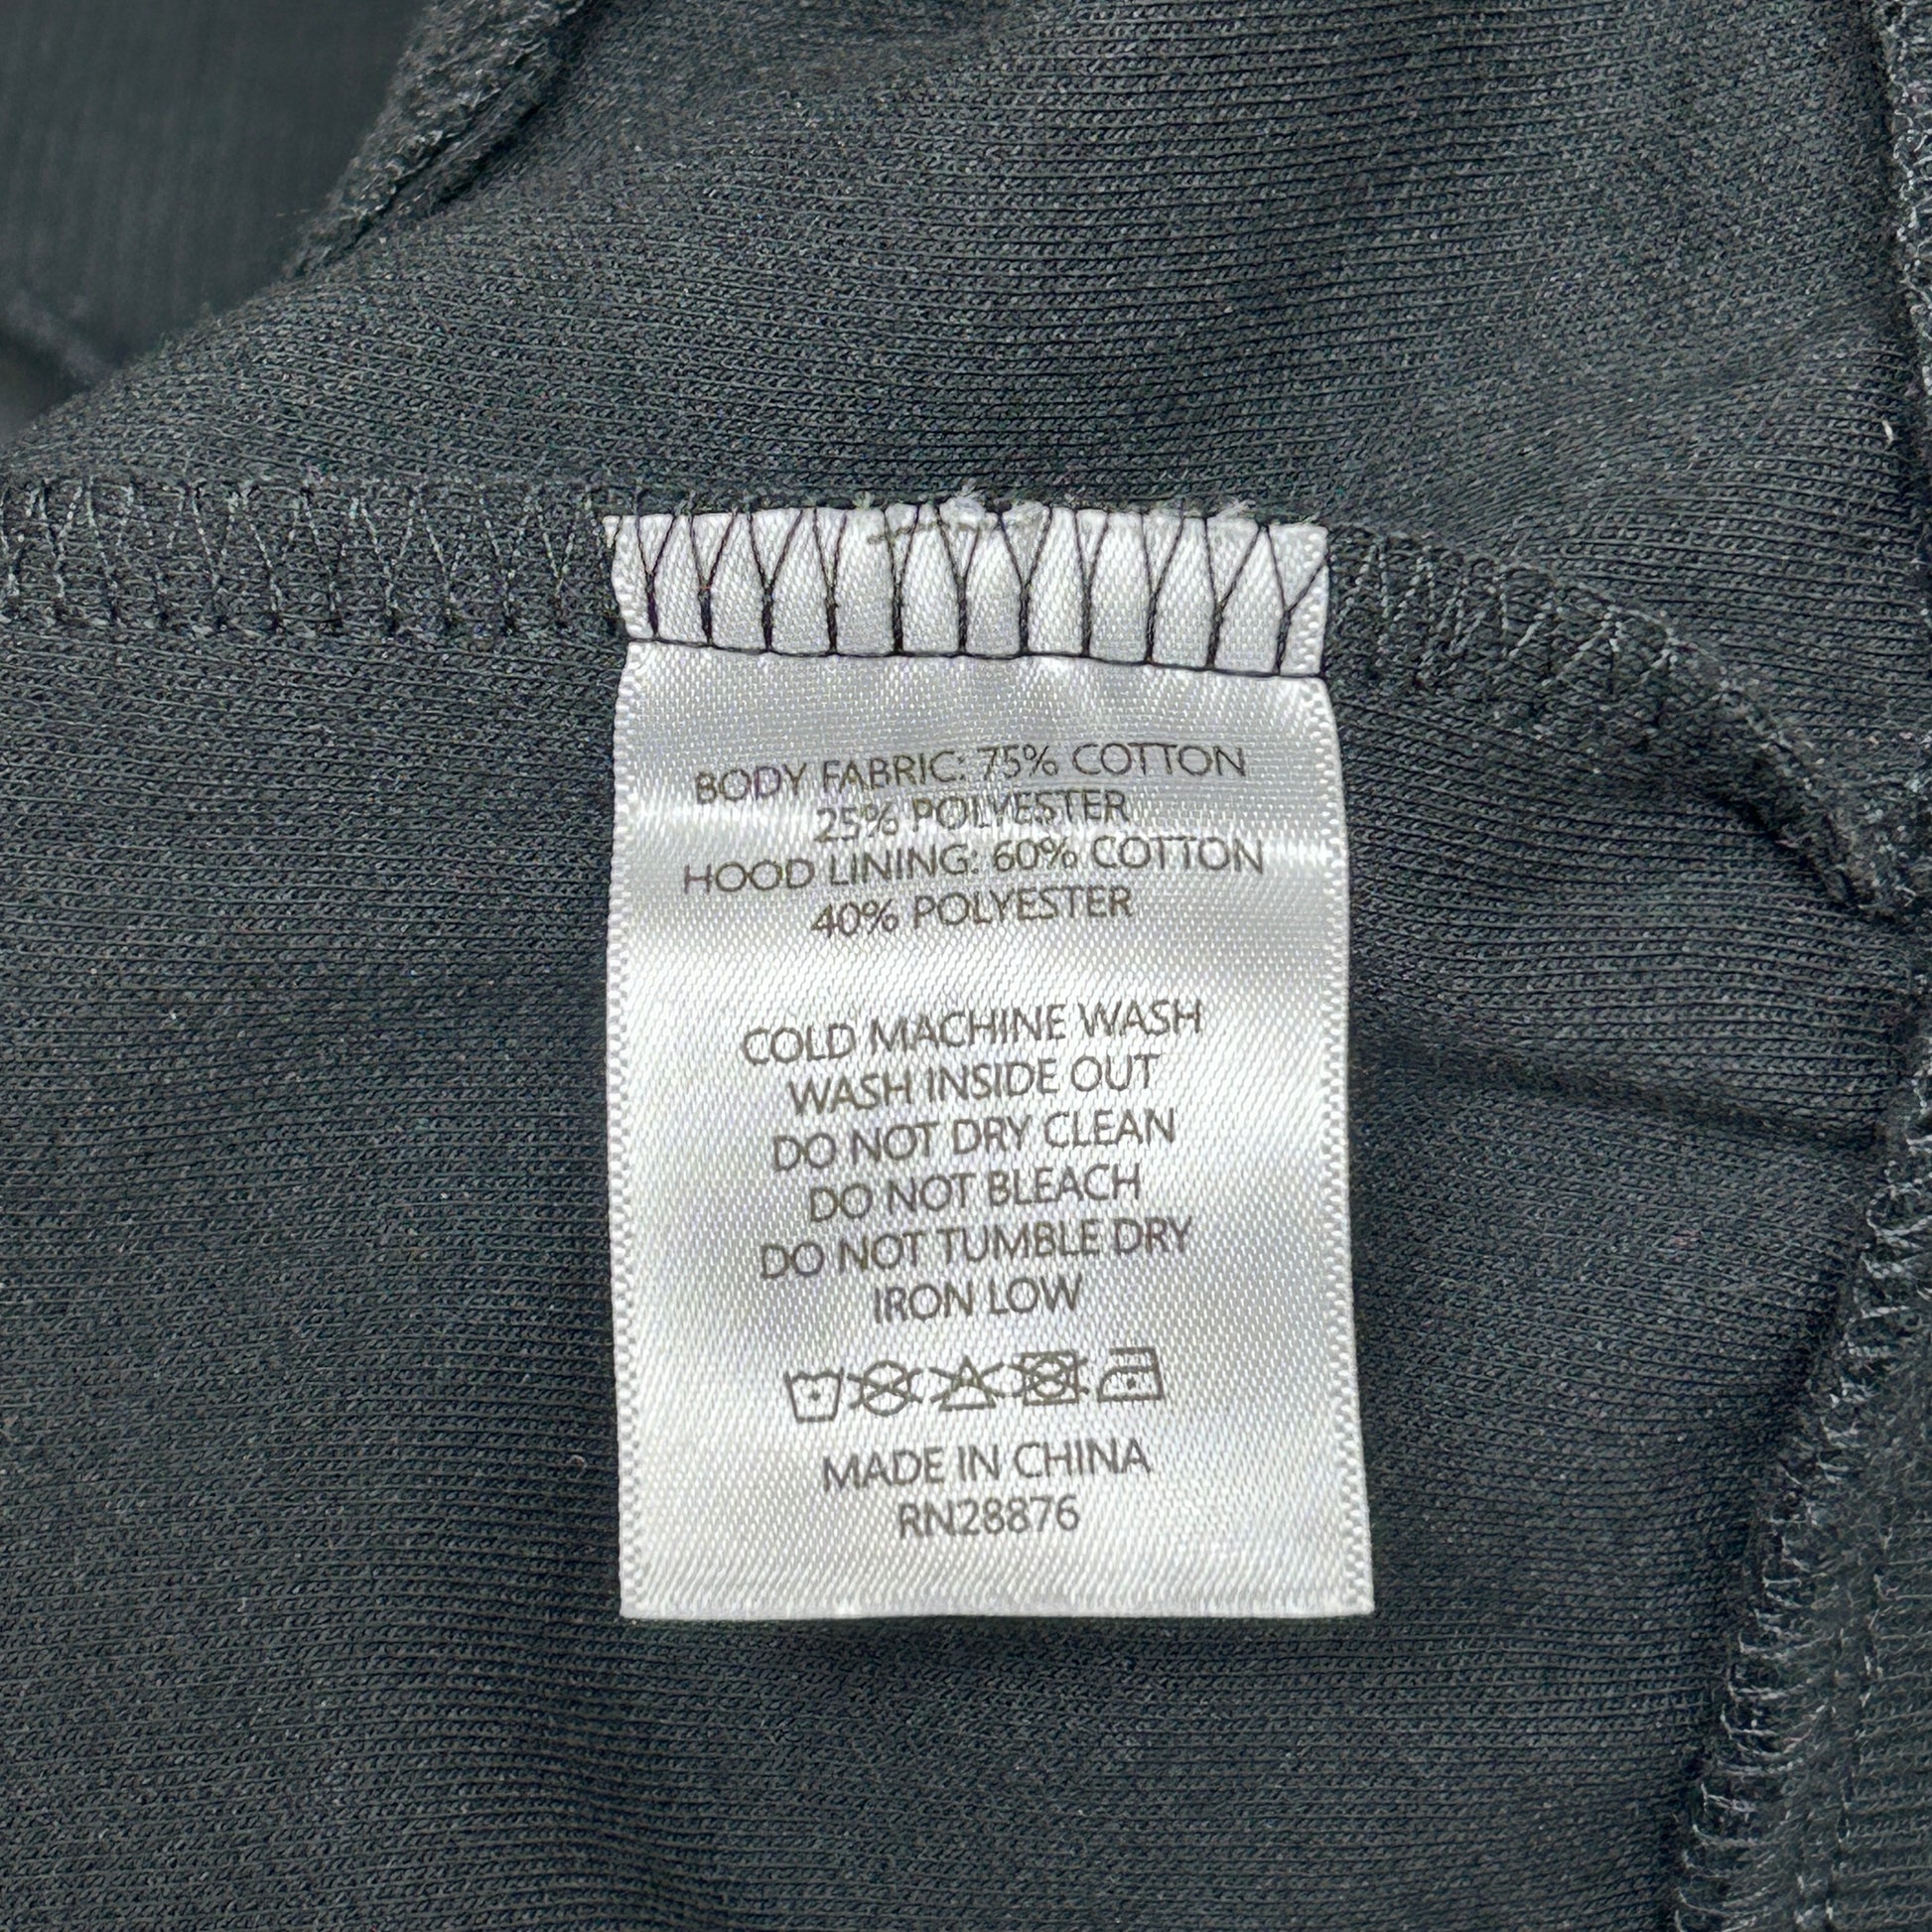 BODY FABRIC: 75% COTTON
25% POLYESTER
HOOD LINING: 60% COTTON
40% POLYESTER
COLD MACHINE WASH
WASH INSIDE OUT
DO NOT DRY CLEAN
DO NOT BLEACH
DO NOT TUMBLE DRY
IRON LOW
MADE IN CHINA
RN28876